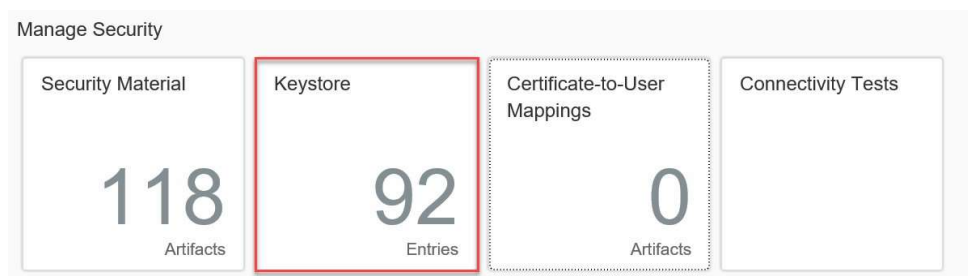 Manage Security
Security Material
118
Artifacts
Keystore
92
Entries
Certificate-to-User
Mappings
0
Artifacts
Connectivity Tests